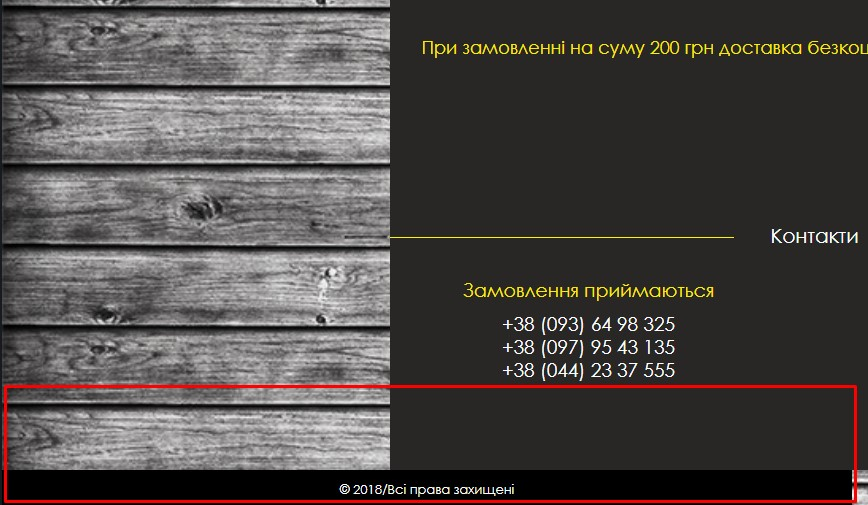 При замовленні на суму 200 грн доставка
Контакти
Замовлення приймаються
+38 (093) 64 98 325
+38 (097) 95 43 135
+38 (044) 23 37 555
© 2018/Всі права захищені